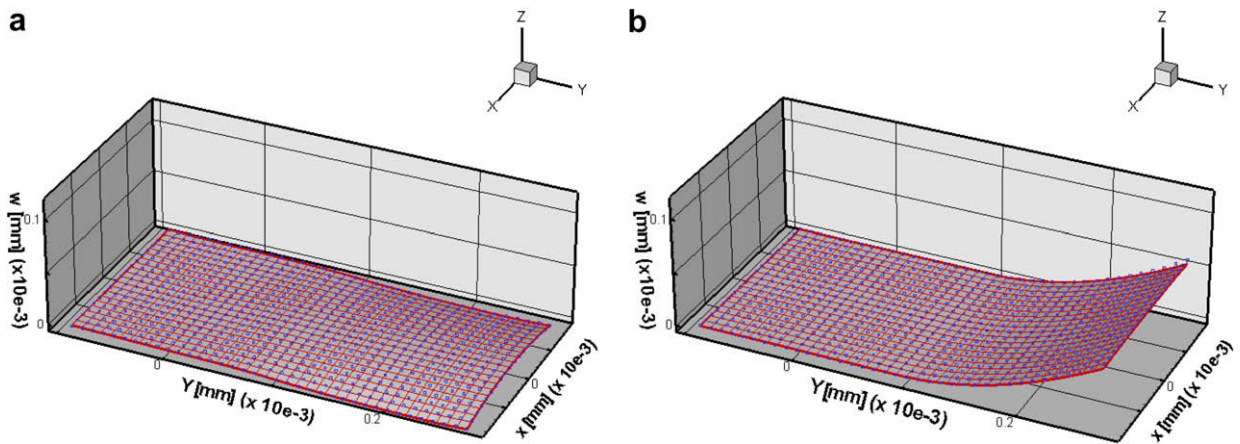 a
Z
X
Y
w [mm] (x10e-3)
0.1
0
0
0.2
Y[mm] (x 10e-3)
0
x [mm] (x 10e-3)
b
Z
X
Y
w [mm] (x10e-3)
0.1
0
0
0.2
Y[mm] (x 10e-3)
0
x [mm] (x 10e-3)